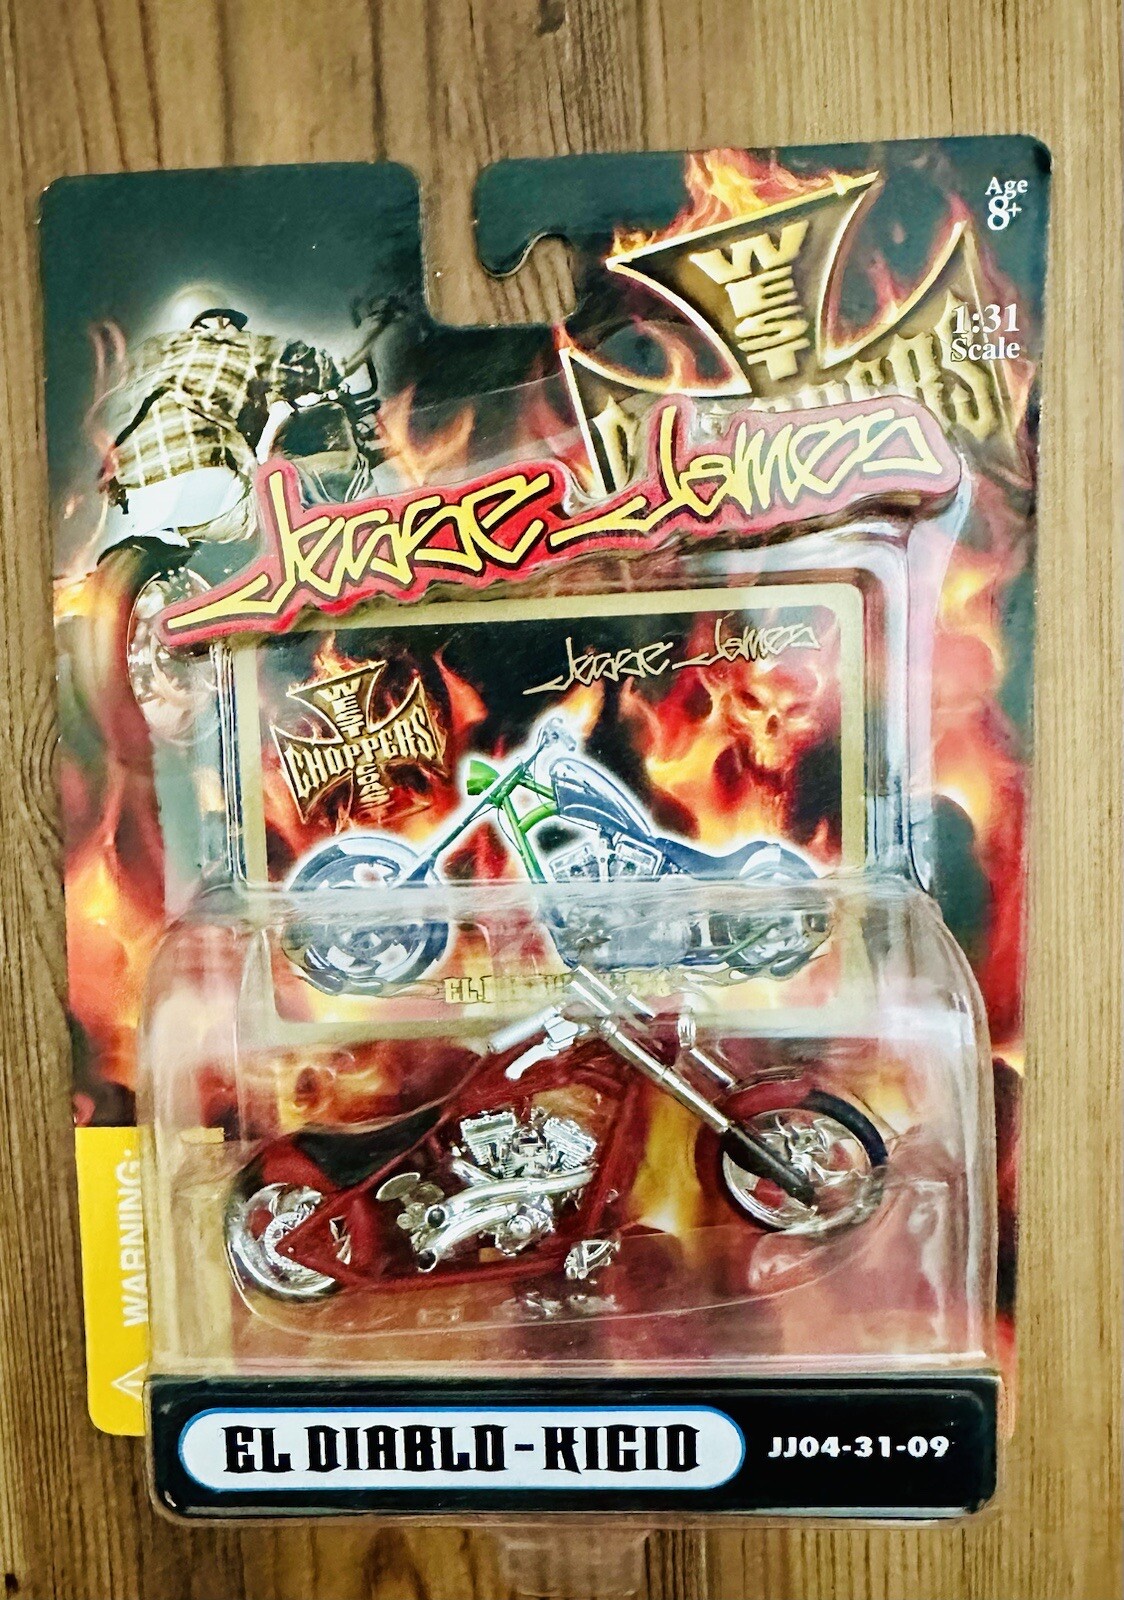 Age
8+
WEST
CHOPPERS
1:31
Scale
Jesse James
Jesse James
WEST
CHOPPERS
COAST
WARNING:
EL DIABLO-RIGID
JJ04-31-09